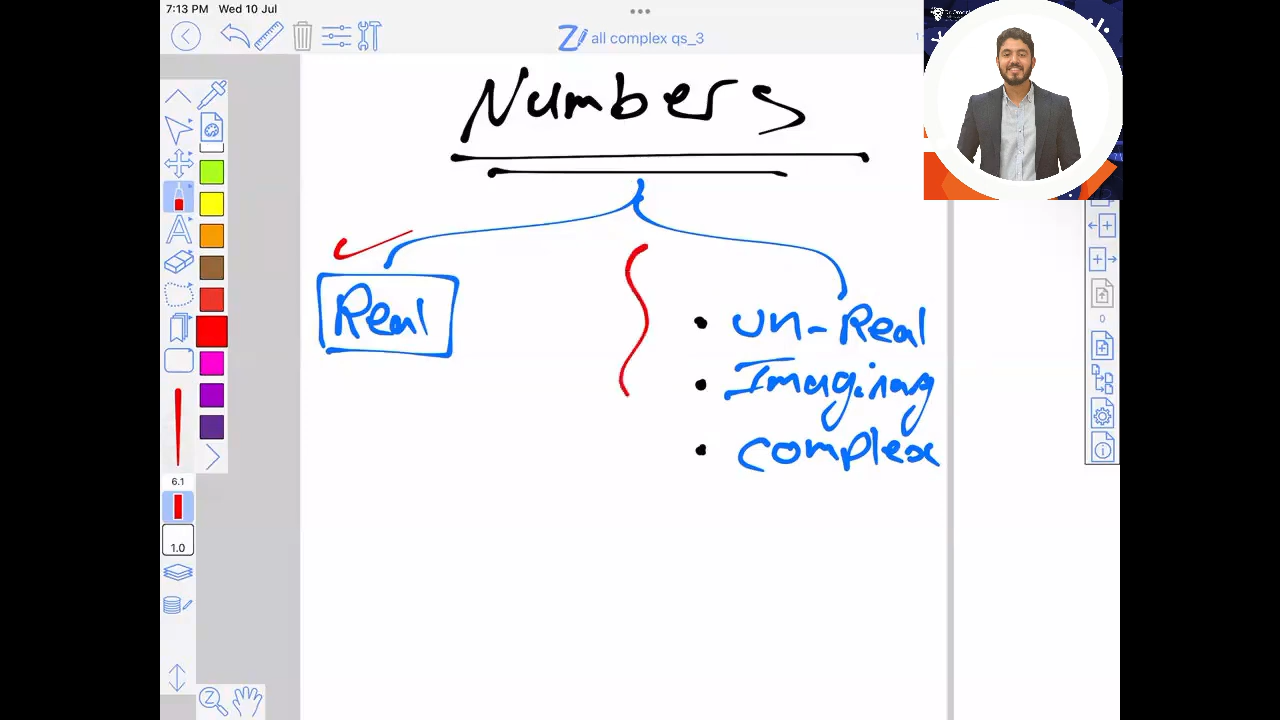 7:13 PM Wed 10 Jul
all complex qs_3
Numbers
Real
• un-Real
• Imaginary
• complex
6.1
1.0